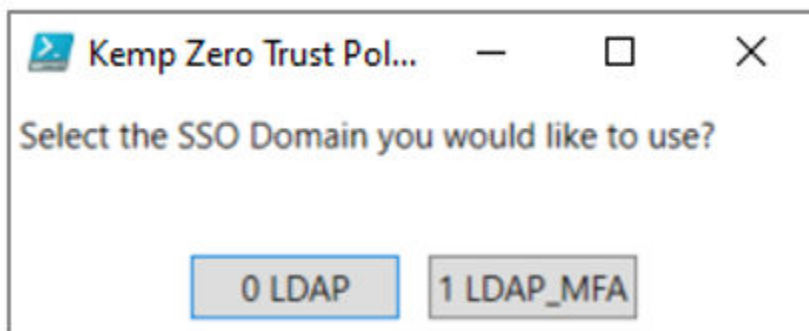 Kemp Zero Trust Pol...
Select the SSO Domain you would like to use?
0 LDAP 1 LDAP_MFA